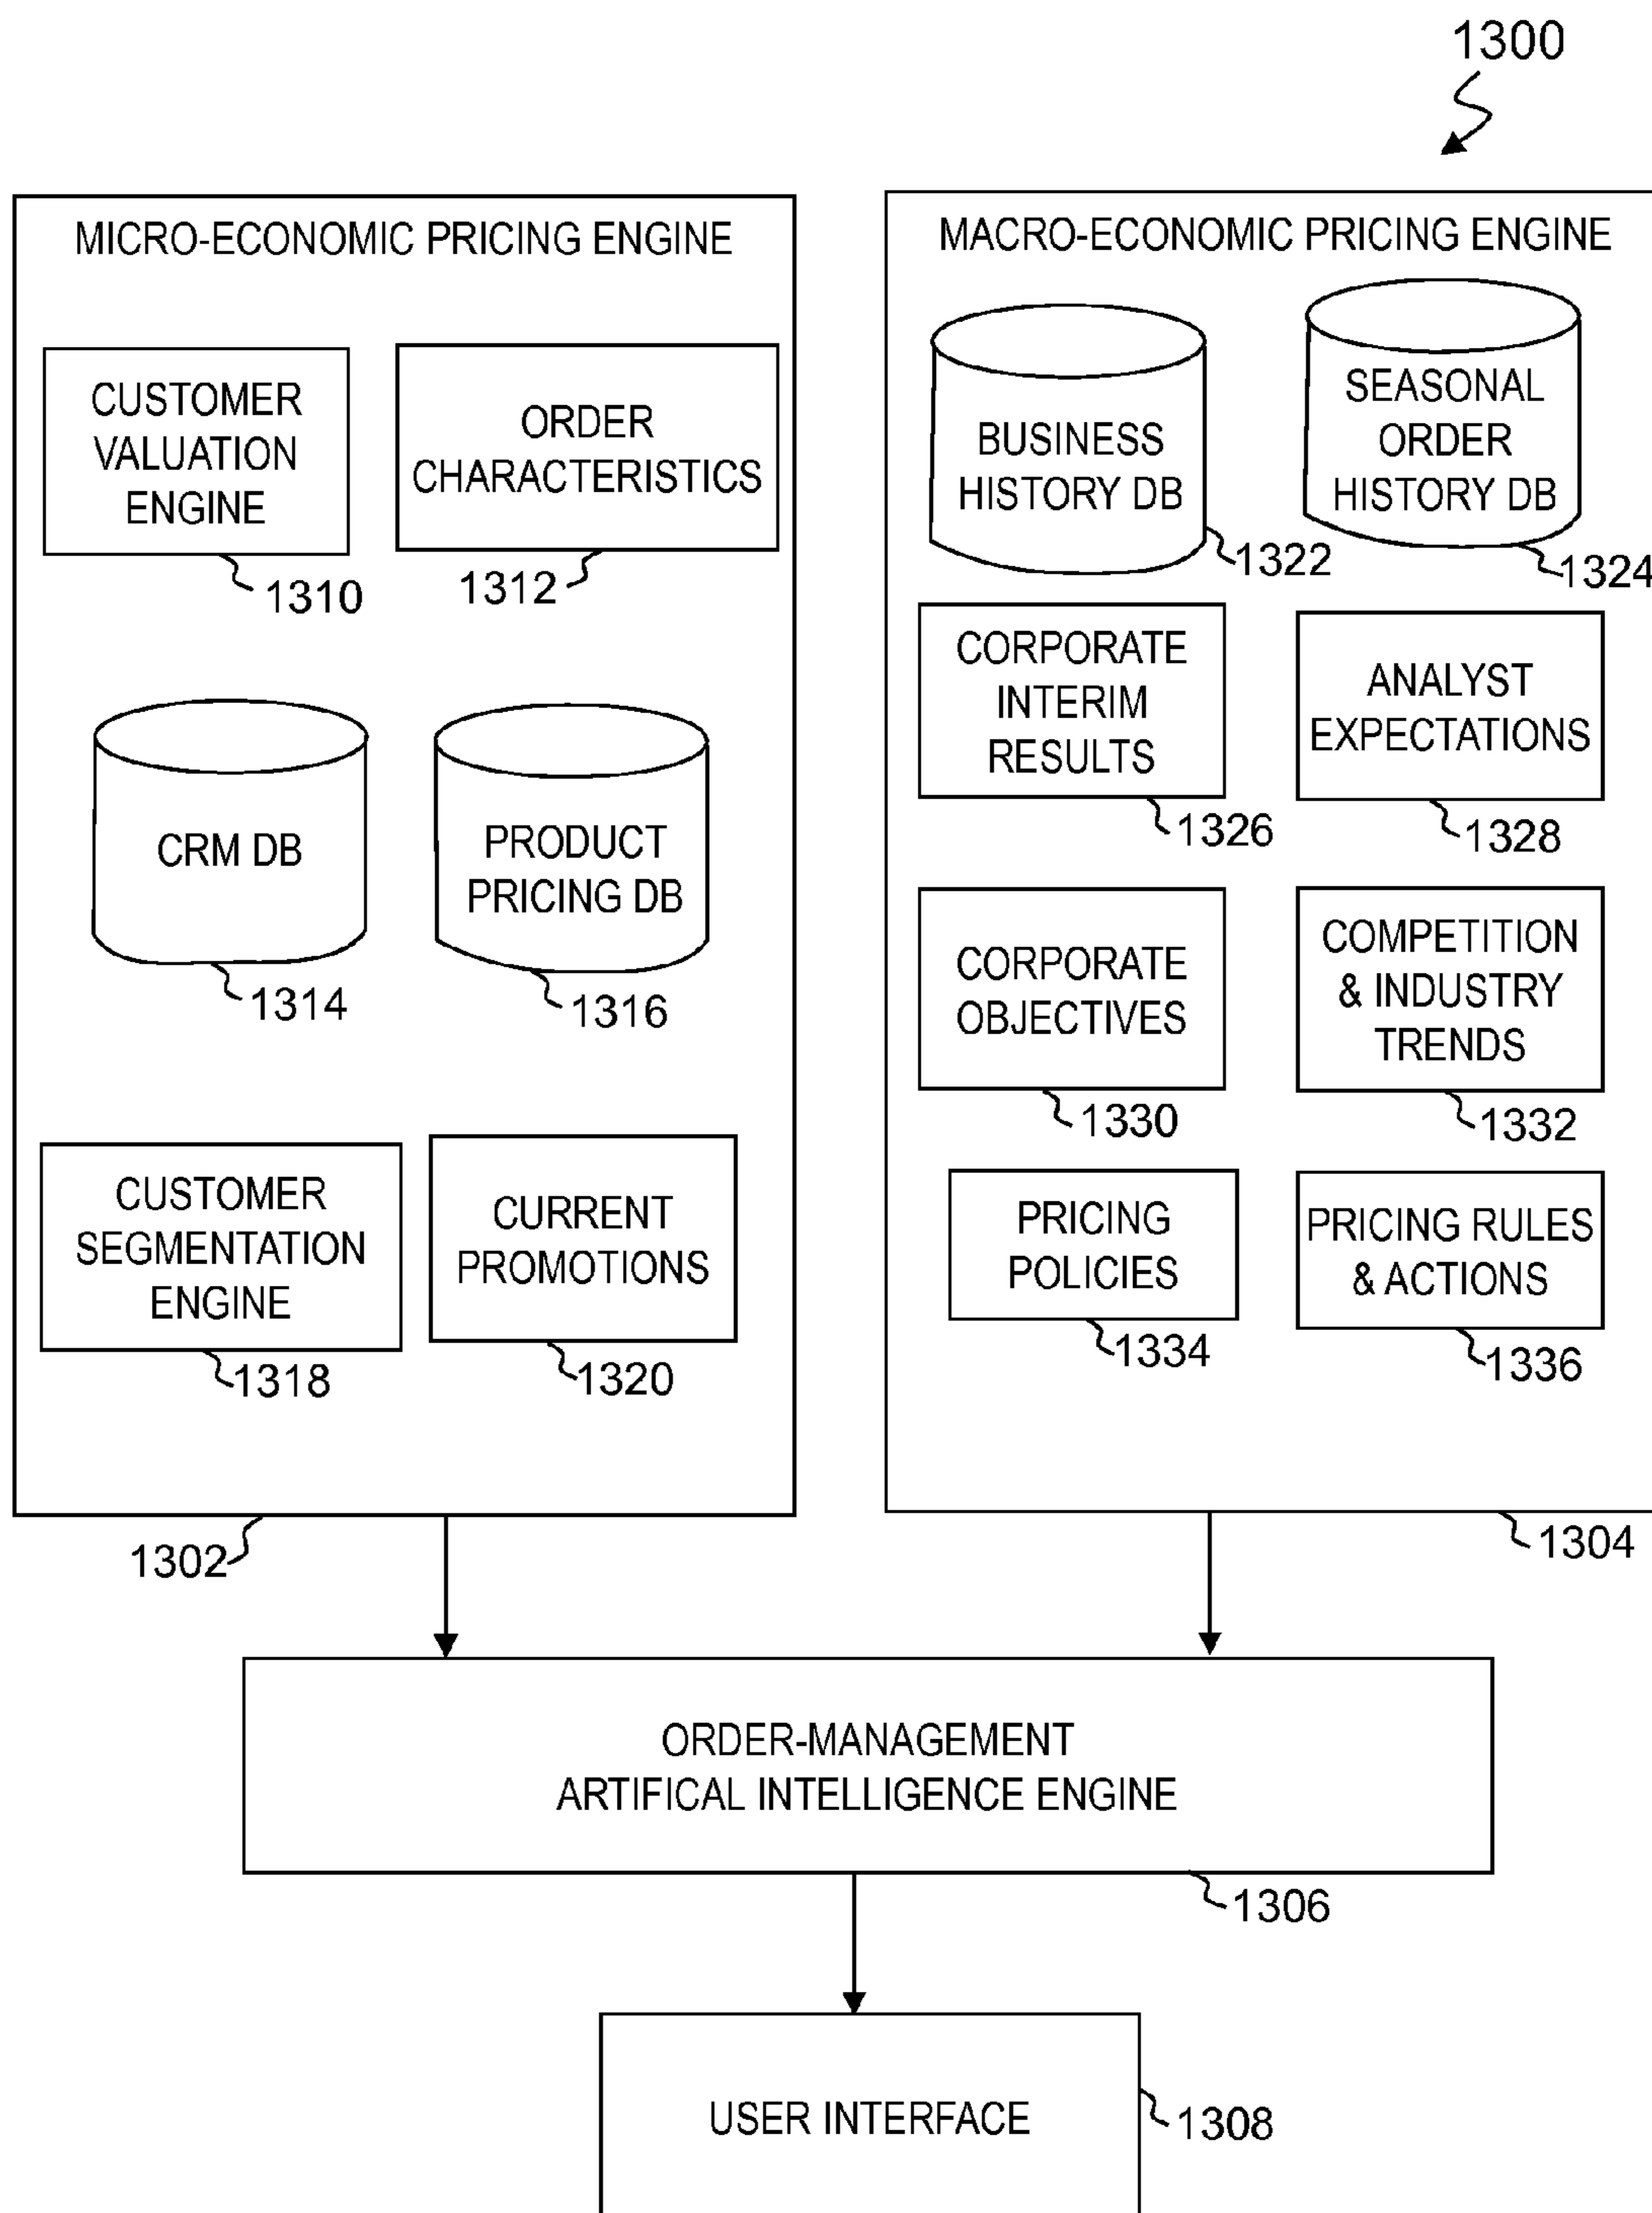 1300
MICRO-ECONOMIC PRICING ENGINE
CUSTOMER
VALUATION
ENGINE
1310
ORDER
CHARACTERISTICS
1312
CRM DB
1314
PRODUCT
PRICING DB
1316
CUSTOMER
SEGMENTATION
ENGINE
1318
CURRENT
PROMOTIONS
1320
1302
MACRO-ECONOMIC PRICING ENGINE
BUSINESS
HISTORY DB
1322
SEASONAL
ORDER
HISTORY DB
1324
CORPORATE
INTERIM
RESULTS
1326
ANALYST
EXPECTATIONS
1328
CORPORATE
OBJECTIVES
1330
COMPETITION
& INDUSTRY
TRENDS
1332
PRICING
POLICIES
1334
PRICING RULES
& ACTIONS
1336
1304
ORDER-MANAGEMENT
ARTIFICAL INTELLIGENCE ENGINE
1306
USER INTERFACE
1308